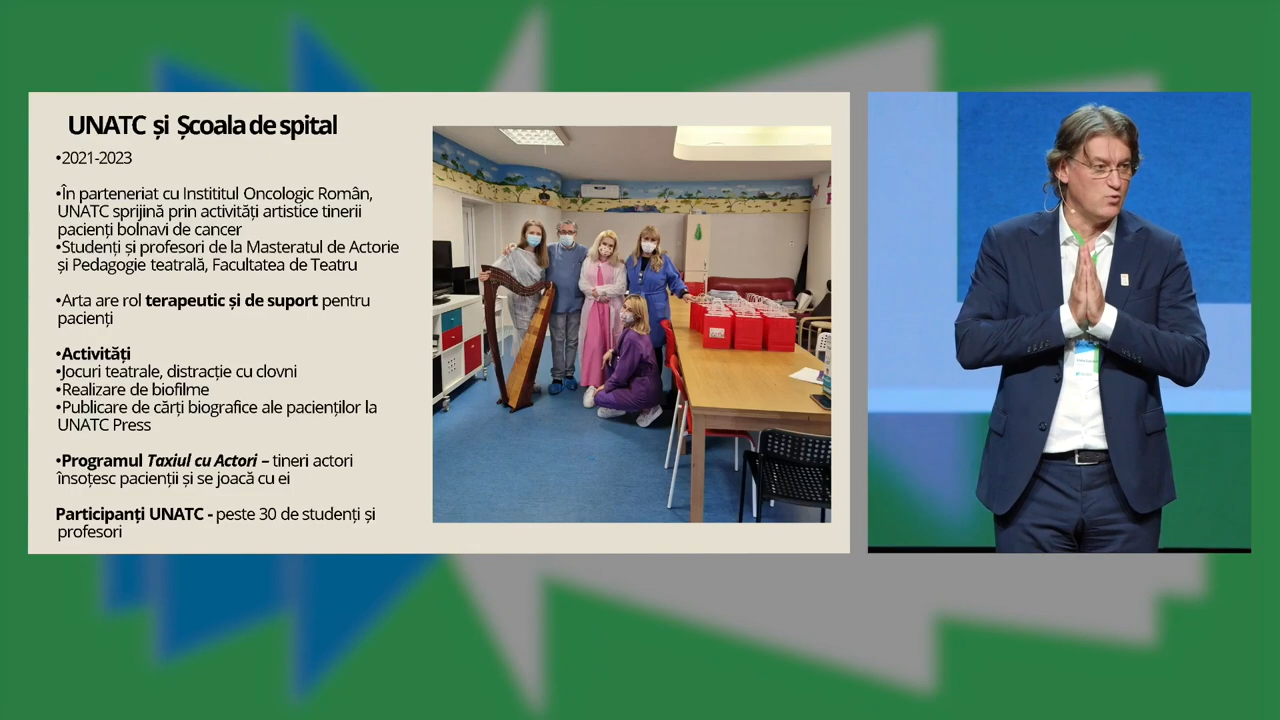 UNATC și Școala de spital
•2021-2023
•În parteneriat cu Instititul Oncologic Român,
UNATC sprijină prin activități artistice tinerii
pacienți bolnavi de cancer
•Studenți și profesori de la Masteratul de Actorie
și Pedagogie teatrală, Facultatea de Teatru
•Arta are rol terapeutic și de suport pentru
pacienți
•Activități
•Jocuri teatrale, distracție cu clovni
•Realizare de biofilme
•Publicare de cărți biografice ale pacienților la
UNATC Press
•Programul Taxiul cu Actori – tineri actori
însoțesc pacienții și se joacă cu ei
Participanți UNATC - peste 30 de studenți și
profesori